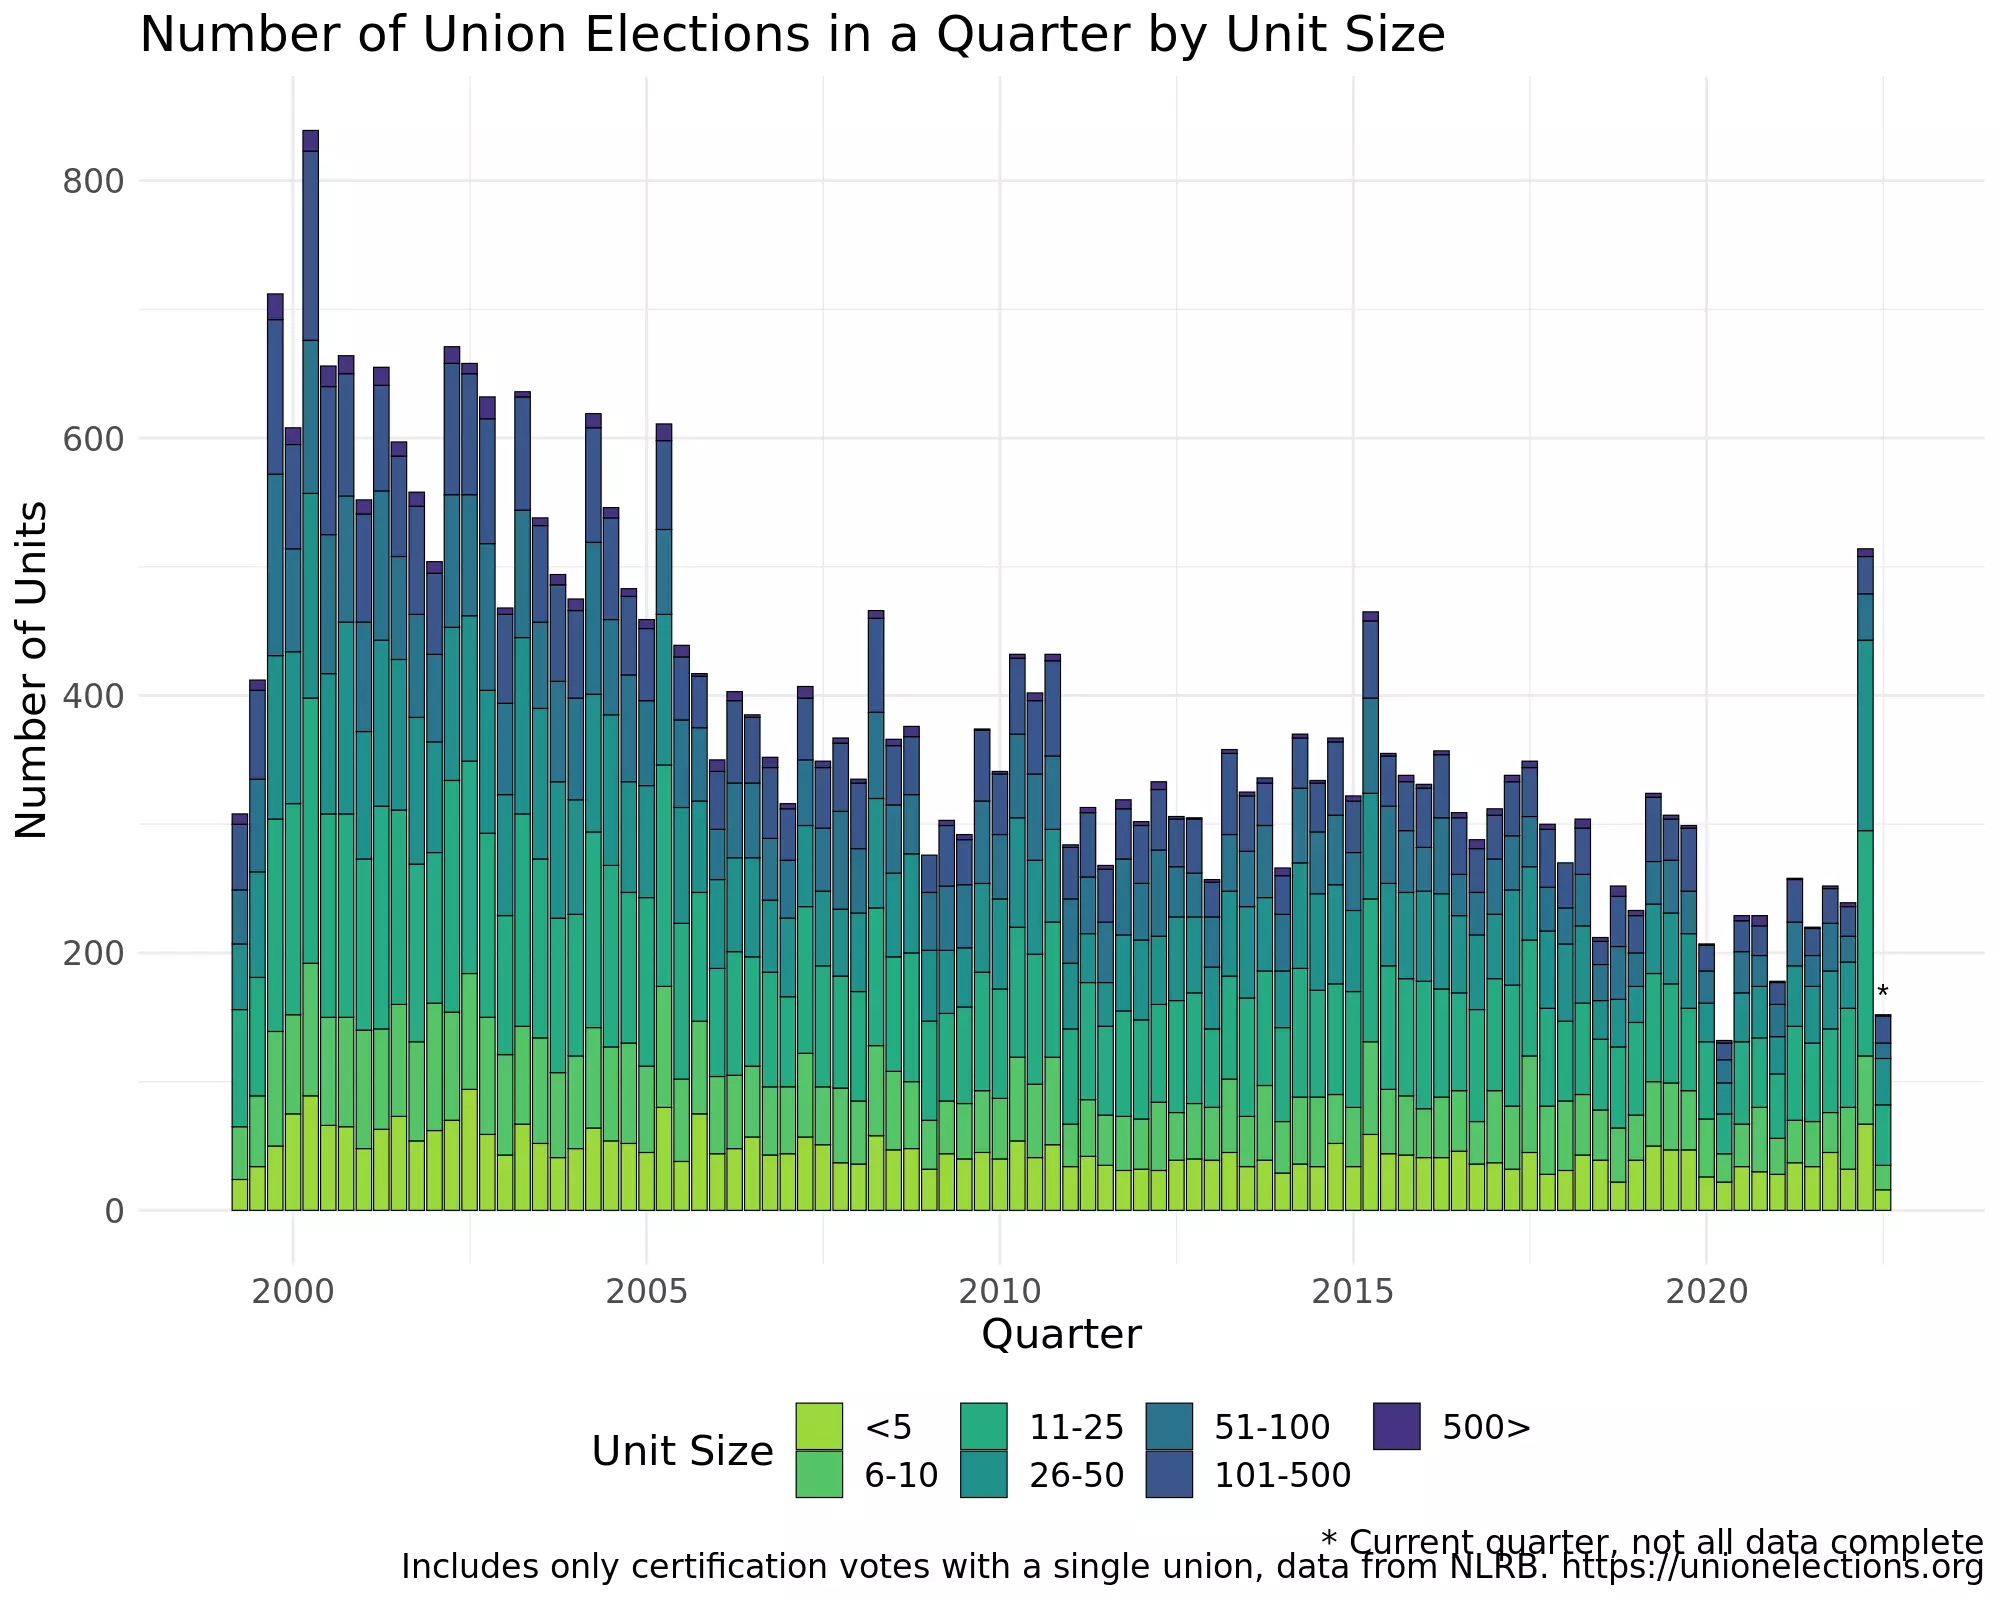 Number of Union Elections in a Quarter by Unit Size
Number of Units
800
600
400
200
0
*
2000 2005 2010 2015 2020
Quarter
Unit Size
<5 11-25 51-100 500>
6-10 26-50 101-500
* Current quarter, not all data complete
Includes only certification votes with a single union, data from NLRB. https://unionelections.org